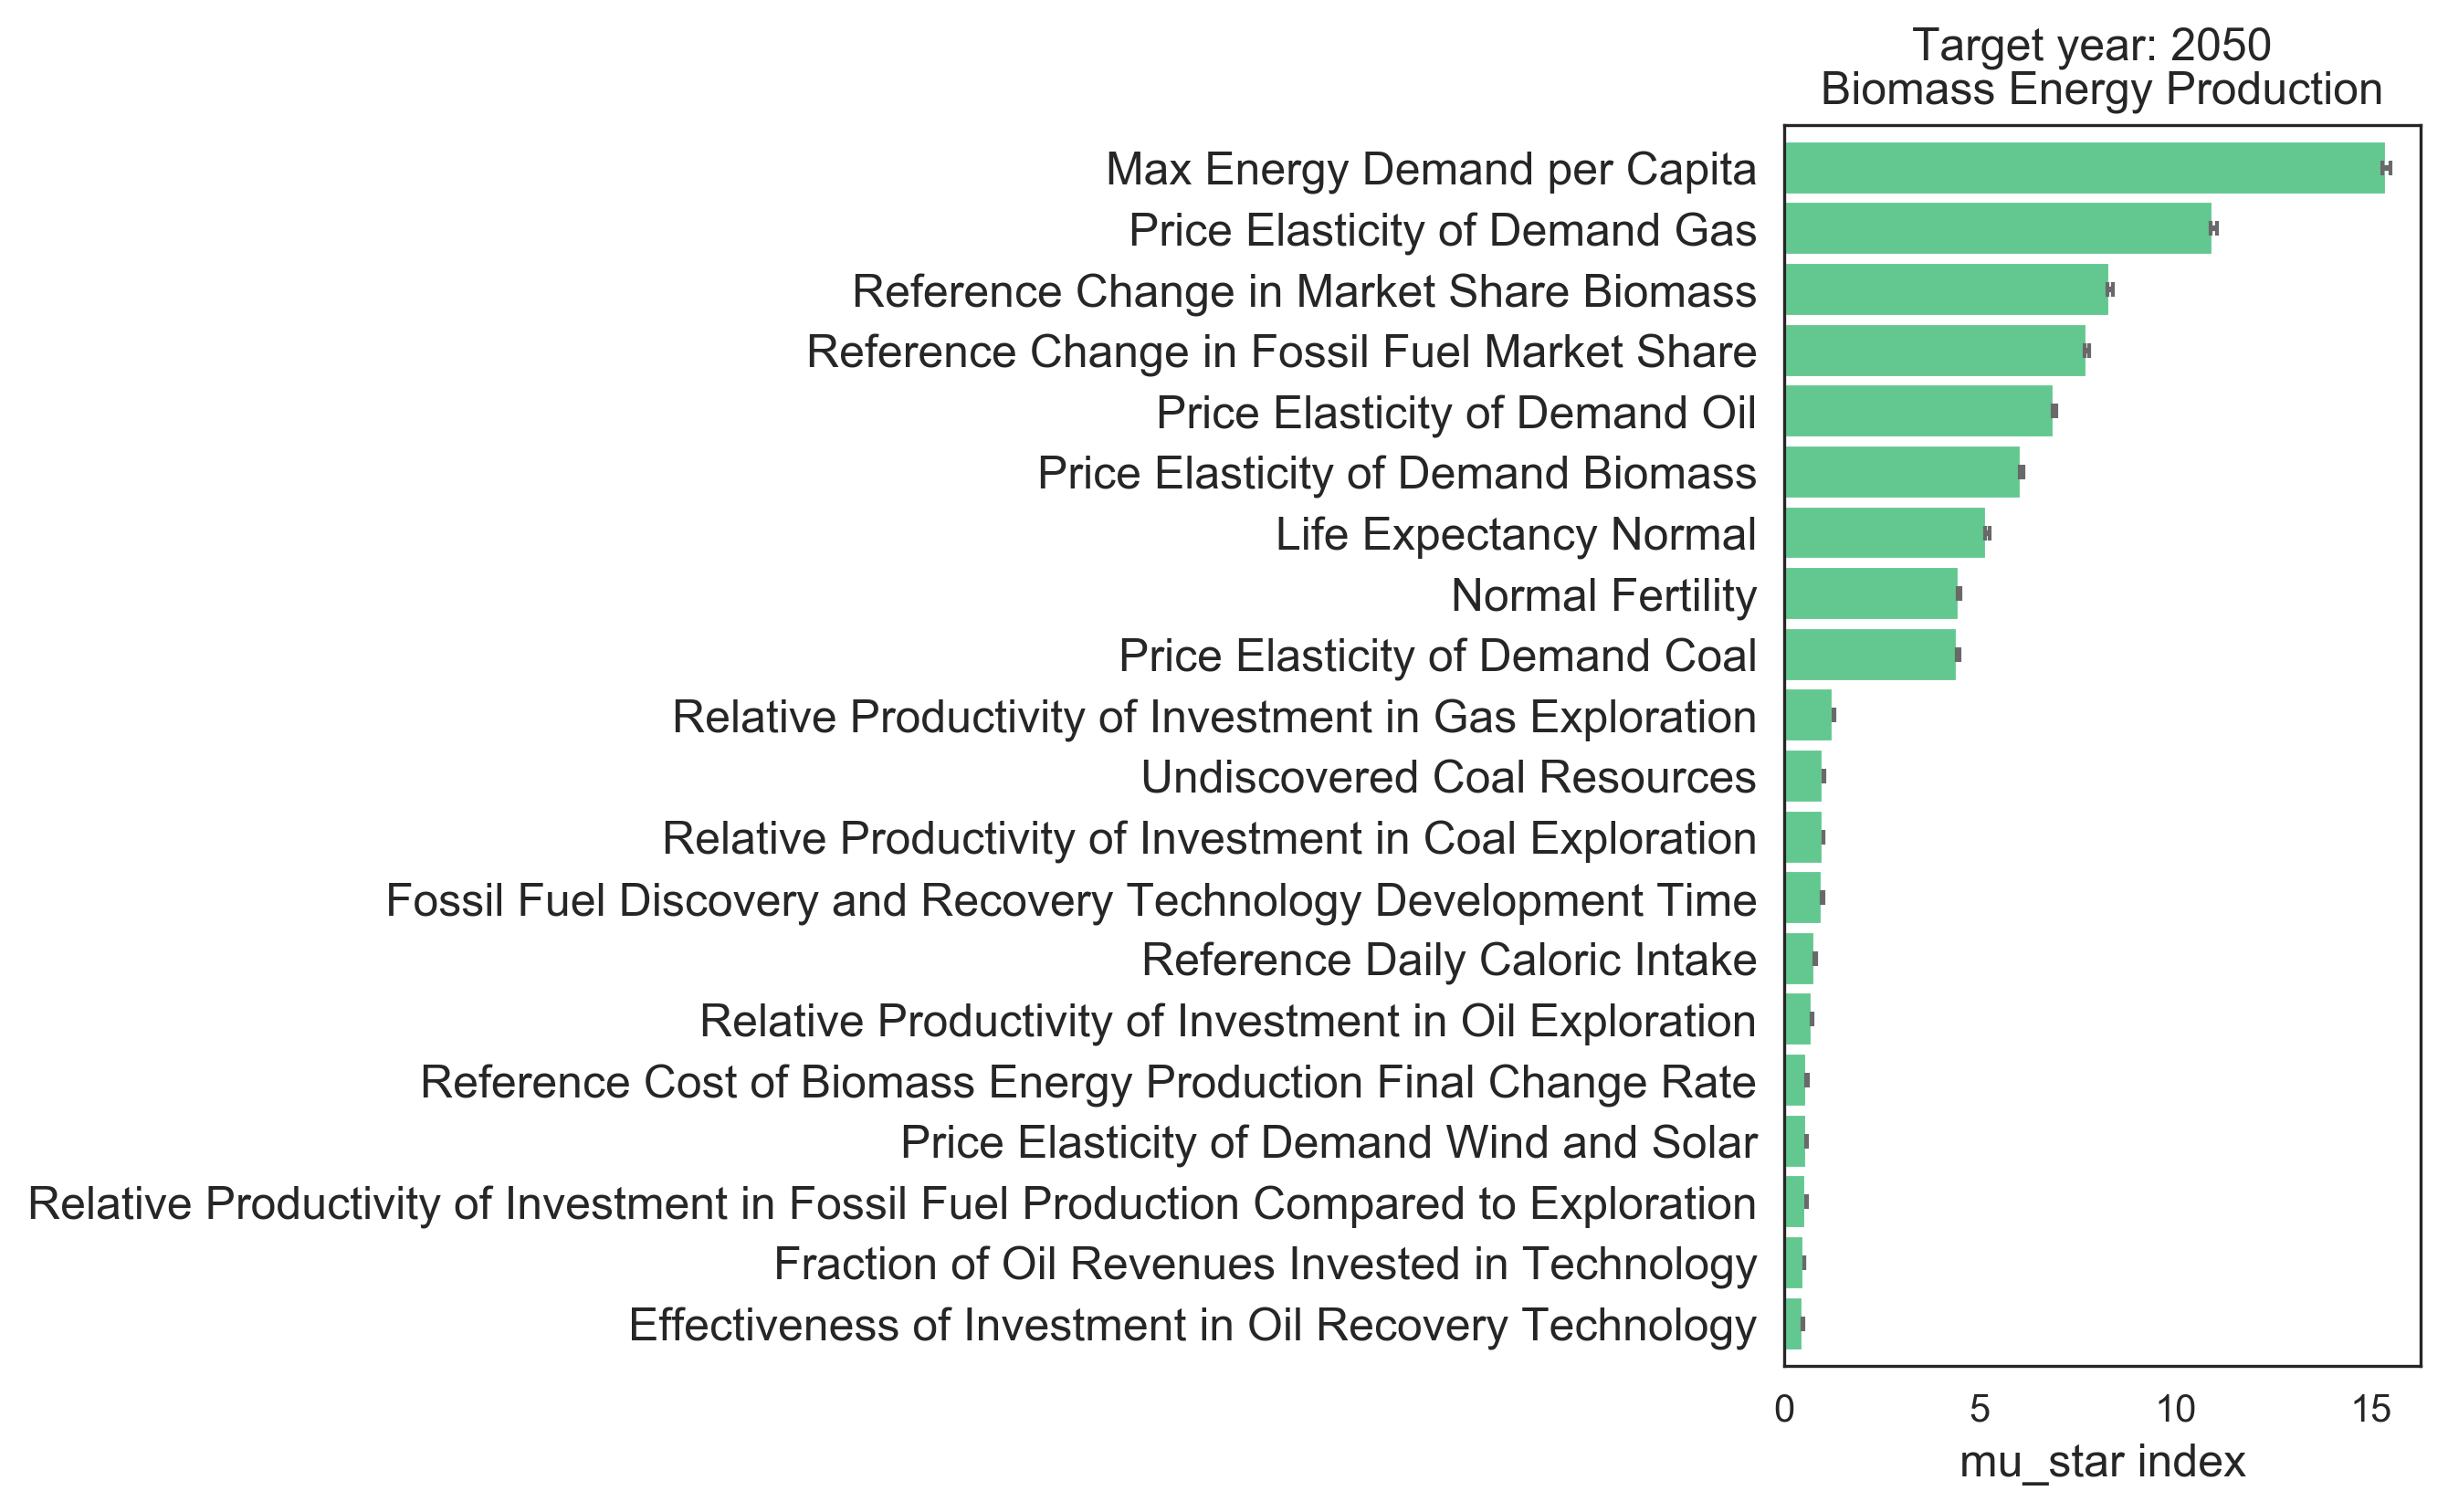 Target year: 2050
Biomass Energy Production
Max Energy Demand per Capita
Price Elasticity of Demand Gas
Reference Change in Market Share Biomass
Reference Change in Fossil Fuel Market Share
Price Elasticity of Demand Oil
Price Elasticity of Demand Biomass
Life Expectancy Normal
Normal Fertility
Price Elasticity of Demand Coal
Relative Productivity of Investment in Gas Exploration
Undiscovered Coal Resources
Relative Productivity of Investment in Coal Exploration
Fossil Fuel Discovery and Recovery Technology Development Time
Reference Daily Caloric Intake
Relative Productivity of Investment in Oil Exploration
Reference Cost of Biomass Energy Production Final Change Rate
Price Elasticity of Demand Wind and Solar
Relative Productivity of Investment in Fossil Fuel Production Compared to Exploration
Fraction of Oil Revenues Invested in Technology
Effectiveness of Investment in Oil Recovery Technology
0 5 10 15
mu_star index